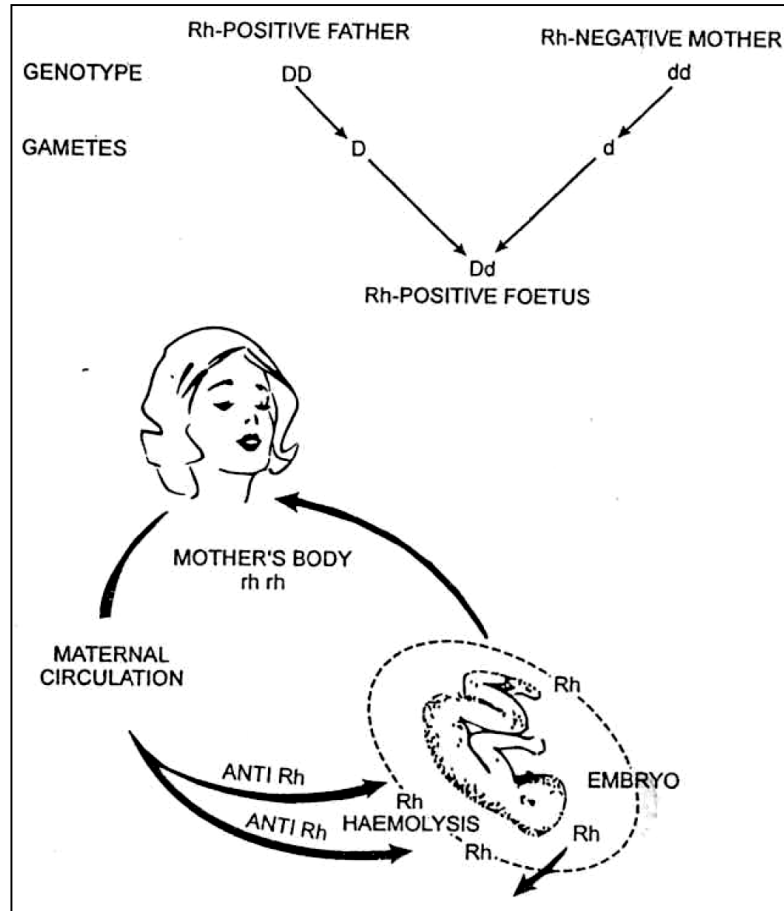 Rh-POSITIVE FATHER
Rh-NEGATIVE MOTHER
GENOTYPE DD dd
GAMETES D d
Dd
Rh-POSITIVE FOETUS
MOTHER'S BODY
rh rh
MATERNAL
CIRCULATION
Rh
ANTI Rh
EMBRYO
Rh
ANTI Rh
HAEMOLYSIS
Rh
Rh